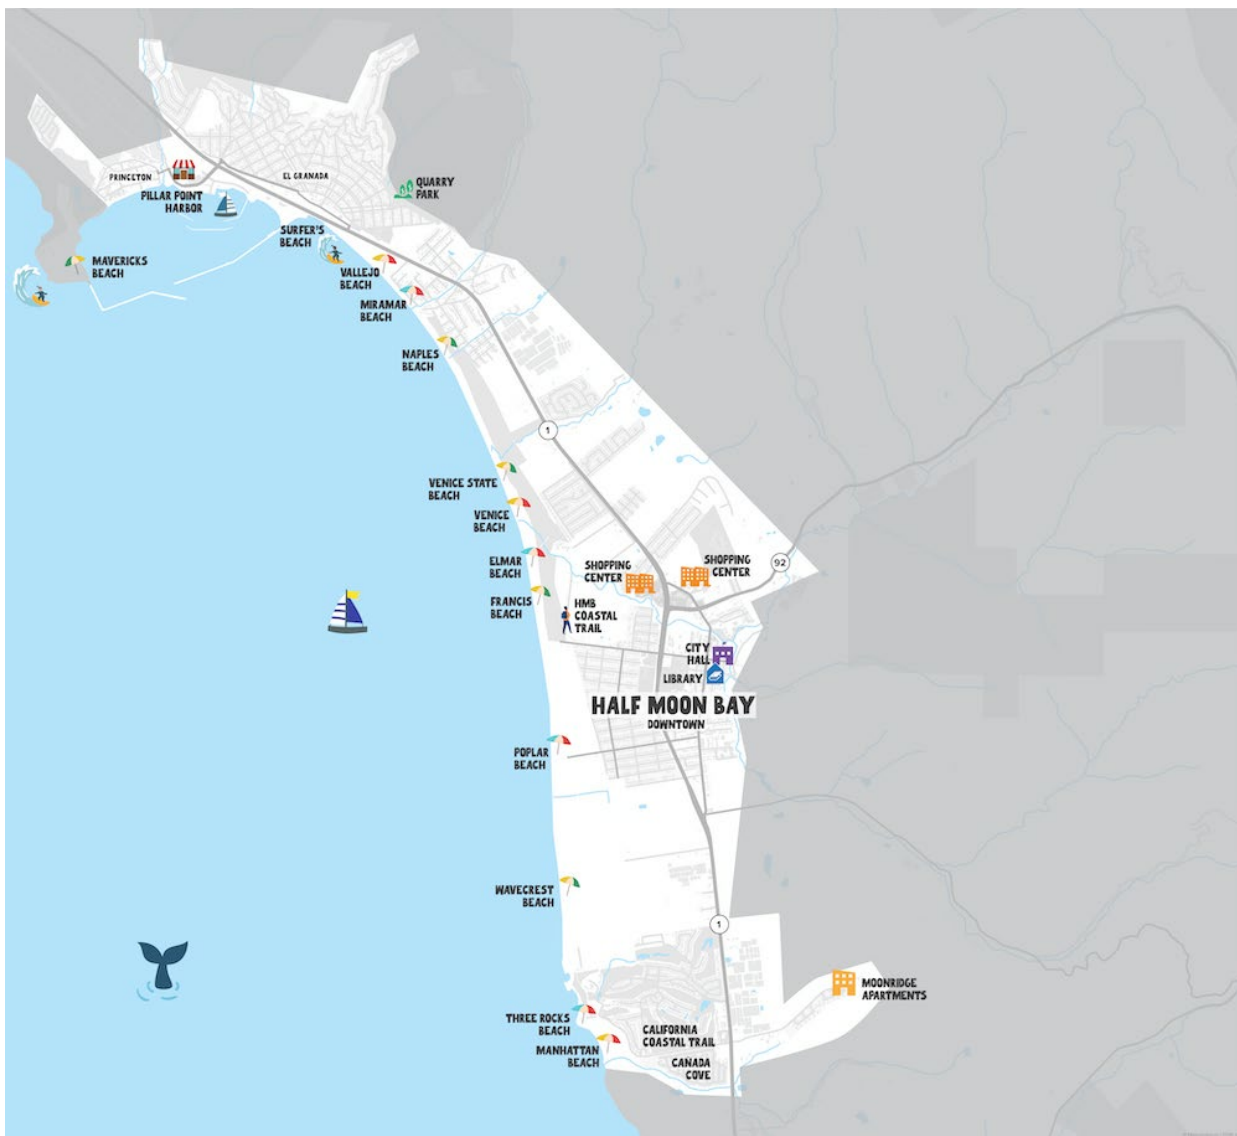 PRINCETON
EL GRANADA
QUARRY
PARK
PILLAR POINT
HARBOR
SURFER'S
BEACH
MAVERICKS
BEACH
VALLEJO
BEACH
MIRAMAR
BEACH
NAPLES
BEACH
1
VENICE STATE
BEACH
VENICE
BEACH
ELMAR
BEACH
SHOPPING
CENTER
SHOPPING
CENTER
92
FRANCIS
BEACH
HMB
COASTAL
TRAIL
CITY
HALL
LIBRARY
HALF MOON BAY
DOWNTOWN
POPLAR
BEACH
WAVECREST
BEACH
1
MOONRIDGE
APARTMENTS
THREE ROCKS
BEACH
CALIFORNIA
COASTAL TRAIL
MANHATTAN
BEACH
CAÑADA
COVE